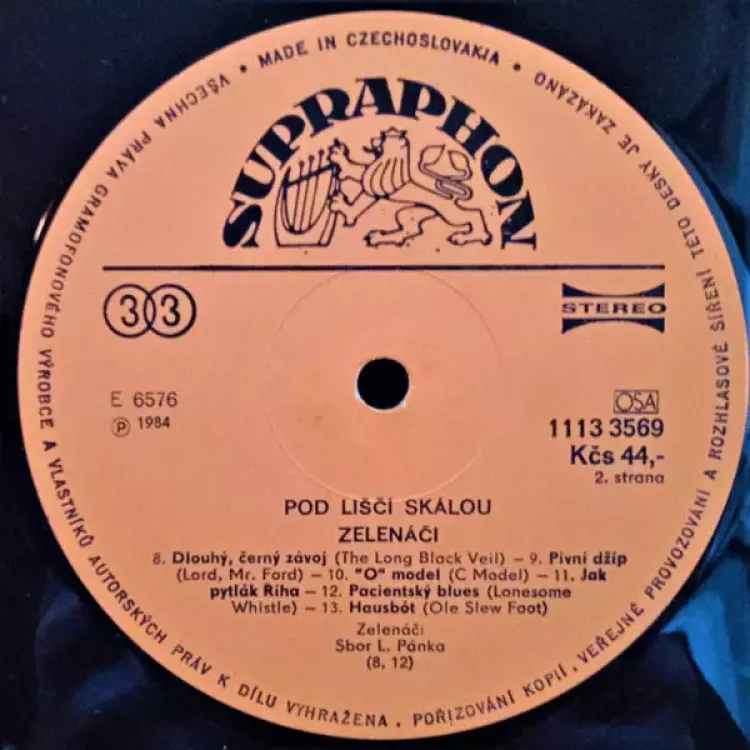 VŠECHNA PRÁVA GRAMOFONOVÉHO VÝROBCE A VLASTNÍKŮ AUTORSKÝCH PRÁV K DÍLU VYHRAŽENA. POŘIZOVÁNÍ KOPIÍ, VEŘEJNÉ PROVOZOVÁNÍ A ROZHLASOVÉ ŠÍŘENÍ TÉTO DESKY JE ZAKÁZÁNO
• MADE IN CZECHOSLOVAKIA •
SUPRAPHON
33
STEREO
E 6576
℗ 1984
OSA
1113 3569
Kčs 44,-
2. strana
POD LIŠČÍ SKÁLOU
ZELENÁČI
8. Dlouhý, černý závoj (The Long Black Veil) – 9. Pivní džíp
(Lord, Mr. Ford) – 10. "O" model (C Model) – 11. Jak
pytlák Říha – 12. Pacientský blues (Lonesome
Whistle) – 13. Hausbót (Ole Slew Foot)
Zelenáči
Sbor L. Pánka
(8, 12)